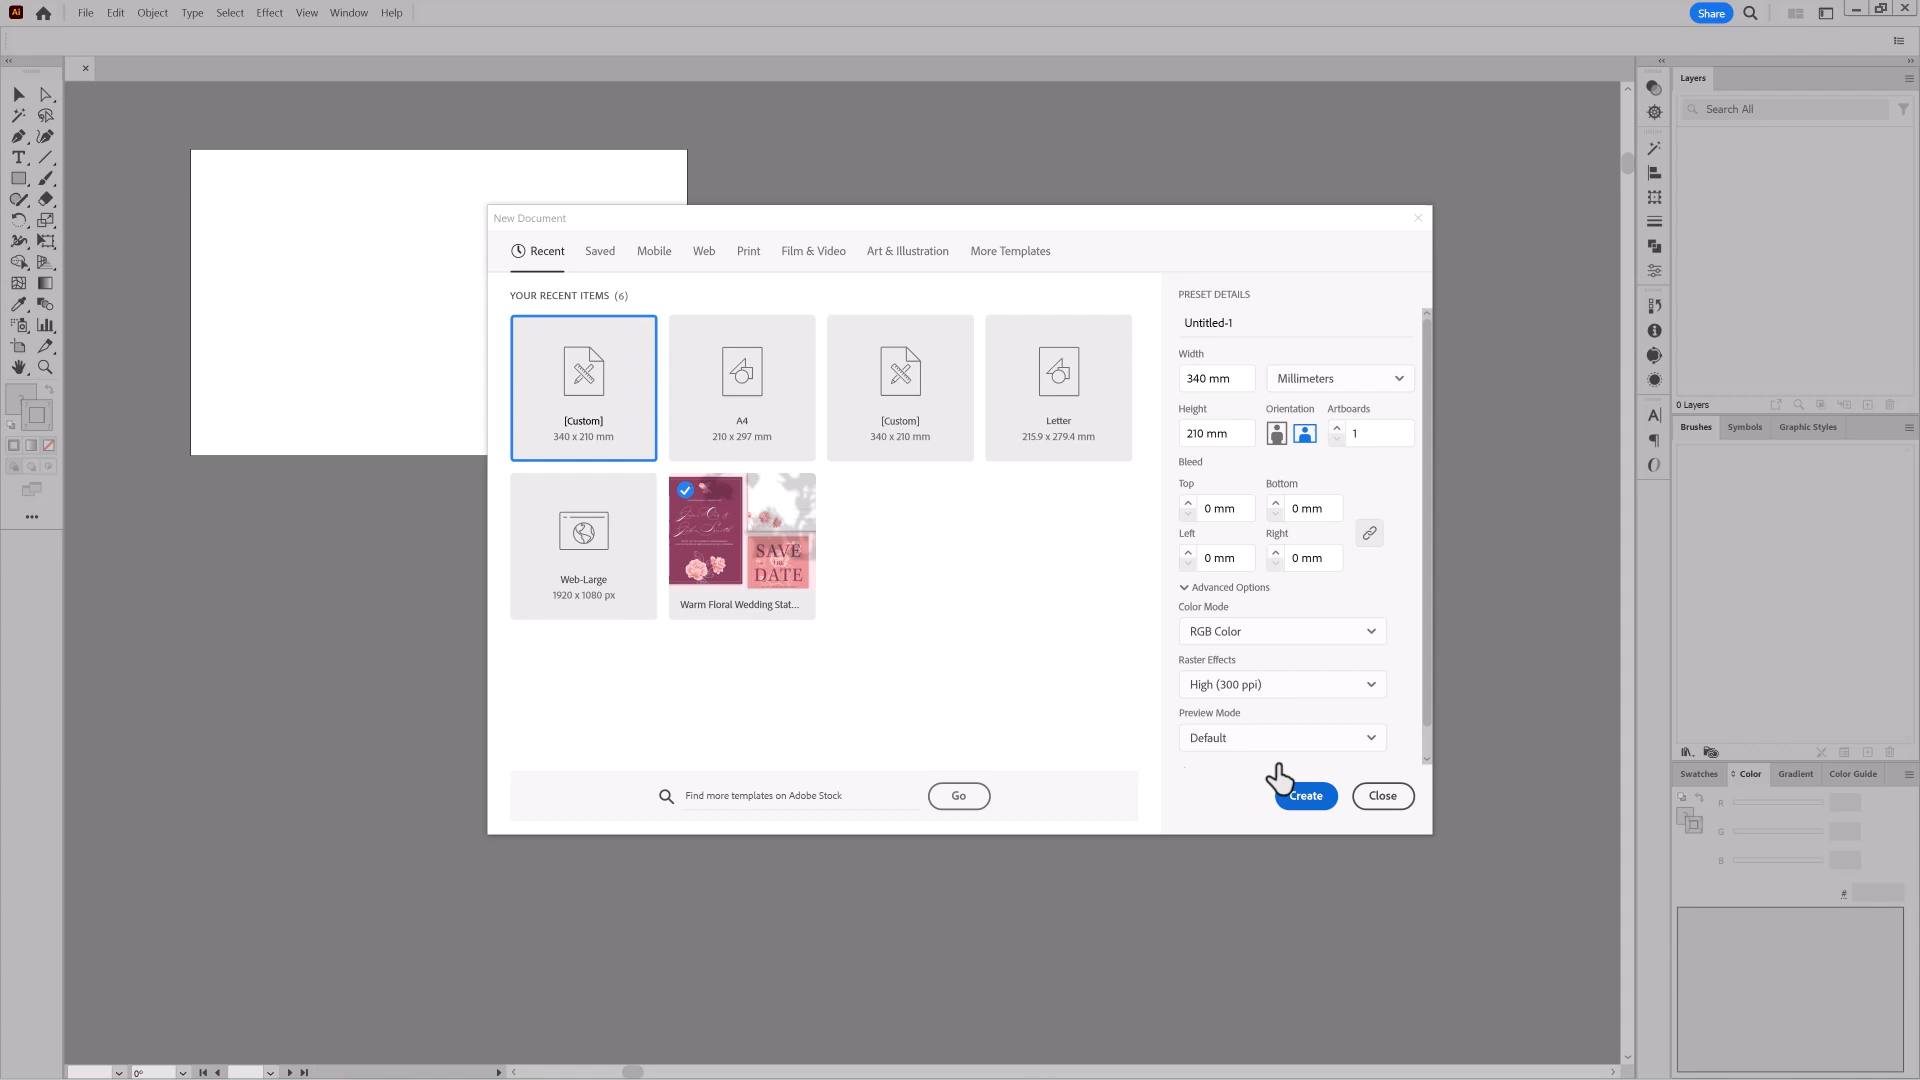 Ai
File Edit Object Type Select Effect View Window Help
Share
Layers
Search All
0 Layers
Brushes Symbols Graphic Styles
Swatches Color Gradient Color Guide
R
G
B
#
New Document
Recent Saved Mobile Web Print Film & Video Art & Illustration More Templates
YOUR RECENT ITEMS (6)
[Custom]
340 x 210 mm
A4
210 x 297 mm
[Custom]
340 x 210 mm
Letter
215.9 x 279.4 mm
Web-Large
1920 x 1080 px
SAVE
THE
DATE
Warm Floral Wedding Stat...
Find more templates on Adobe Stock
Go
PRESET DETAILS
Untitled-1
Width
340 mm Millimeters
Height Orientation Artboards
210 mm 1
Bleed
Top Bottom
0 mm 0 mm
Left Right
0 mm 0 mm
Advanced Options
Color Mode
RGB Color
Raster Effects
High (300 ppi)
Preview Mode
Default
Create Close
0°